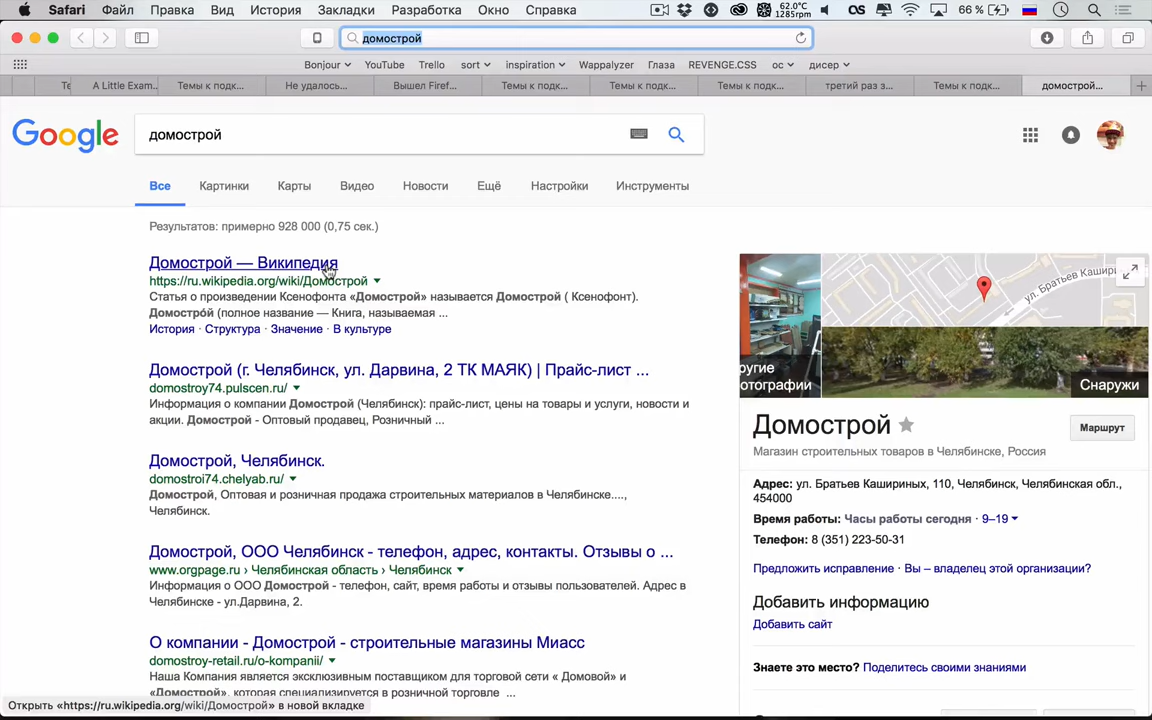 Safari Файл Правка Вид История Закладки Разработка Окно Справка 62.0°C 1285rpm OS 66 %
домострой
Bonjour YouTube Trello sort inspiration Wappalyzer Глаза REVENGE.CSS ос дисер
Те A Little Exam... Темы к подк... Не удалось... Вышел Firef... Темы к подк... Темы к подк... Темы к подк... третий раз з... Темы к подк... домострой...
Google домострой
Все Картинки Карты Видео Новости Ещё Настройки Инструменты
Результатов: примерно 928 000 (0,75 сек.)
Домострой — Википедия
https://ru.wikipedia.org/wiki/Домострой
Статья о произведении Ксенофонта «Домострой» называется Домострой ( Ксенофонт).
Домострóй (полное название — Книга, называемая ...
История · Структура · Значение · В культуре
Домострой (г. Челябинск, ул. Дарвина, 2 ТК МАЯК) | Прайс-лист ...
domostroy74.pulscen.ru/
Информация о компании Домострой (Челябинск): прайс-лист, цены на товары и услуги, новости и
акции. Домострой - Оптовый продавец, Розничный ...
Домострой, Челябинск.
domostroi74.chelyab.ru/
Домострой, Оптовая и розничная продажа строительных материалов в Челябинске....,
Челябинск.
Домострой, ООО Челябинск - телефон, адрес, контакты. Отзывы о ...
www.orgpage.ru › Челябинская область › Челябинск
Информация о ООО Домострой - телефон, сайт, время работы и отзывы пользователей. Адрес в
Челябинске - ул.Дарвина, 2.
О компании - Домострой - строительные магазины Миасс
domostroy-retail.ru/o-kompanii/
Наша Компания является эксклюзивным поставщиком для торговой сети « Домовой» и
«Домострой», которая специализируется в розничной торговле ...
Открыть «https://ru.wikipedia.org/wiki/Домострой» в новой вкладке
ул. Братьев Кашири
ругие
отографии
Снаружи
Домострой
Маршрут
Магазин строительных товаров в Челябинске, Россия
Адрес: ул. Братьев Кашириных, 110, Челябинск, Челябинская обл.,
454000
Время работы: Часы работы сегодня · 9–19
Телефон: 8 (351) 223-50-31
Предложить исправление · Вы – владелец этой организации?
Добавить информацию
Добавить сайт
Знаете это место? Поделитесь своими знаниями